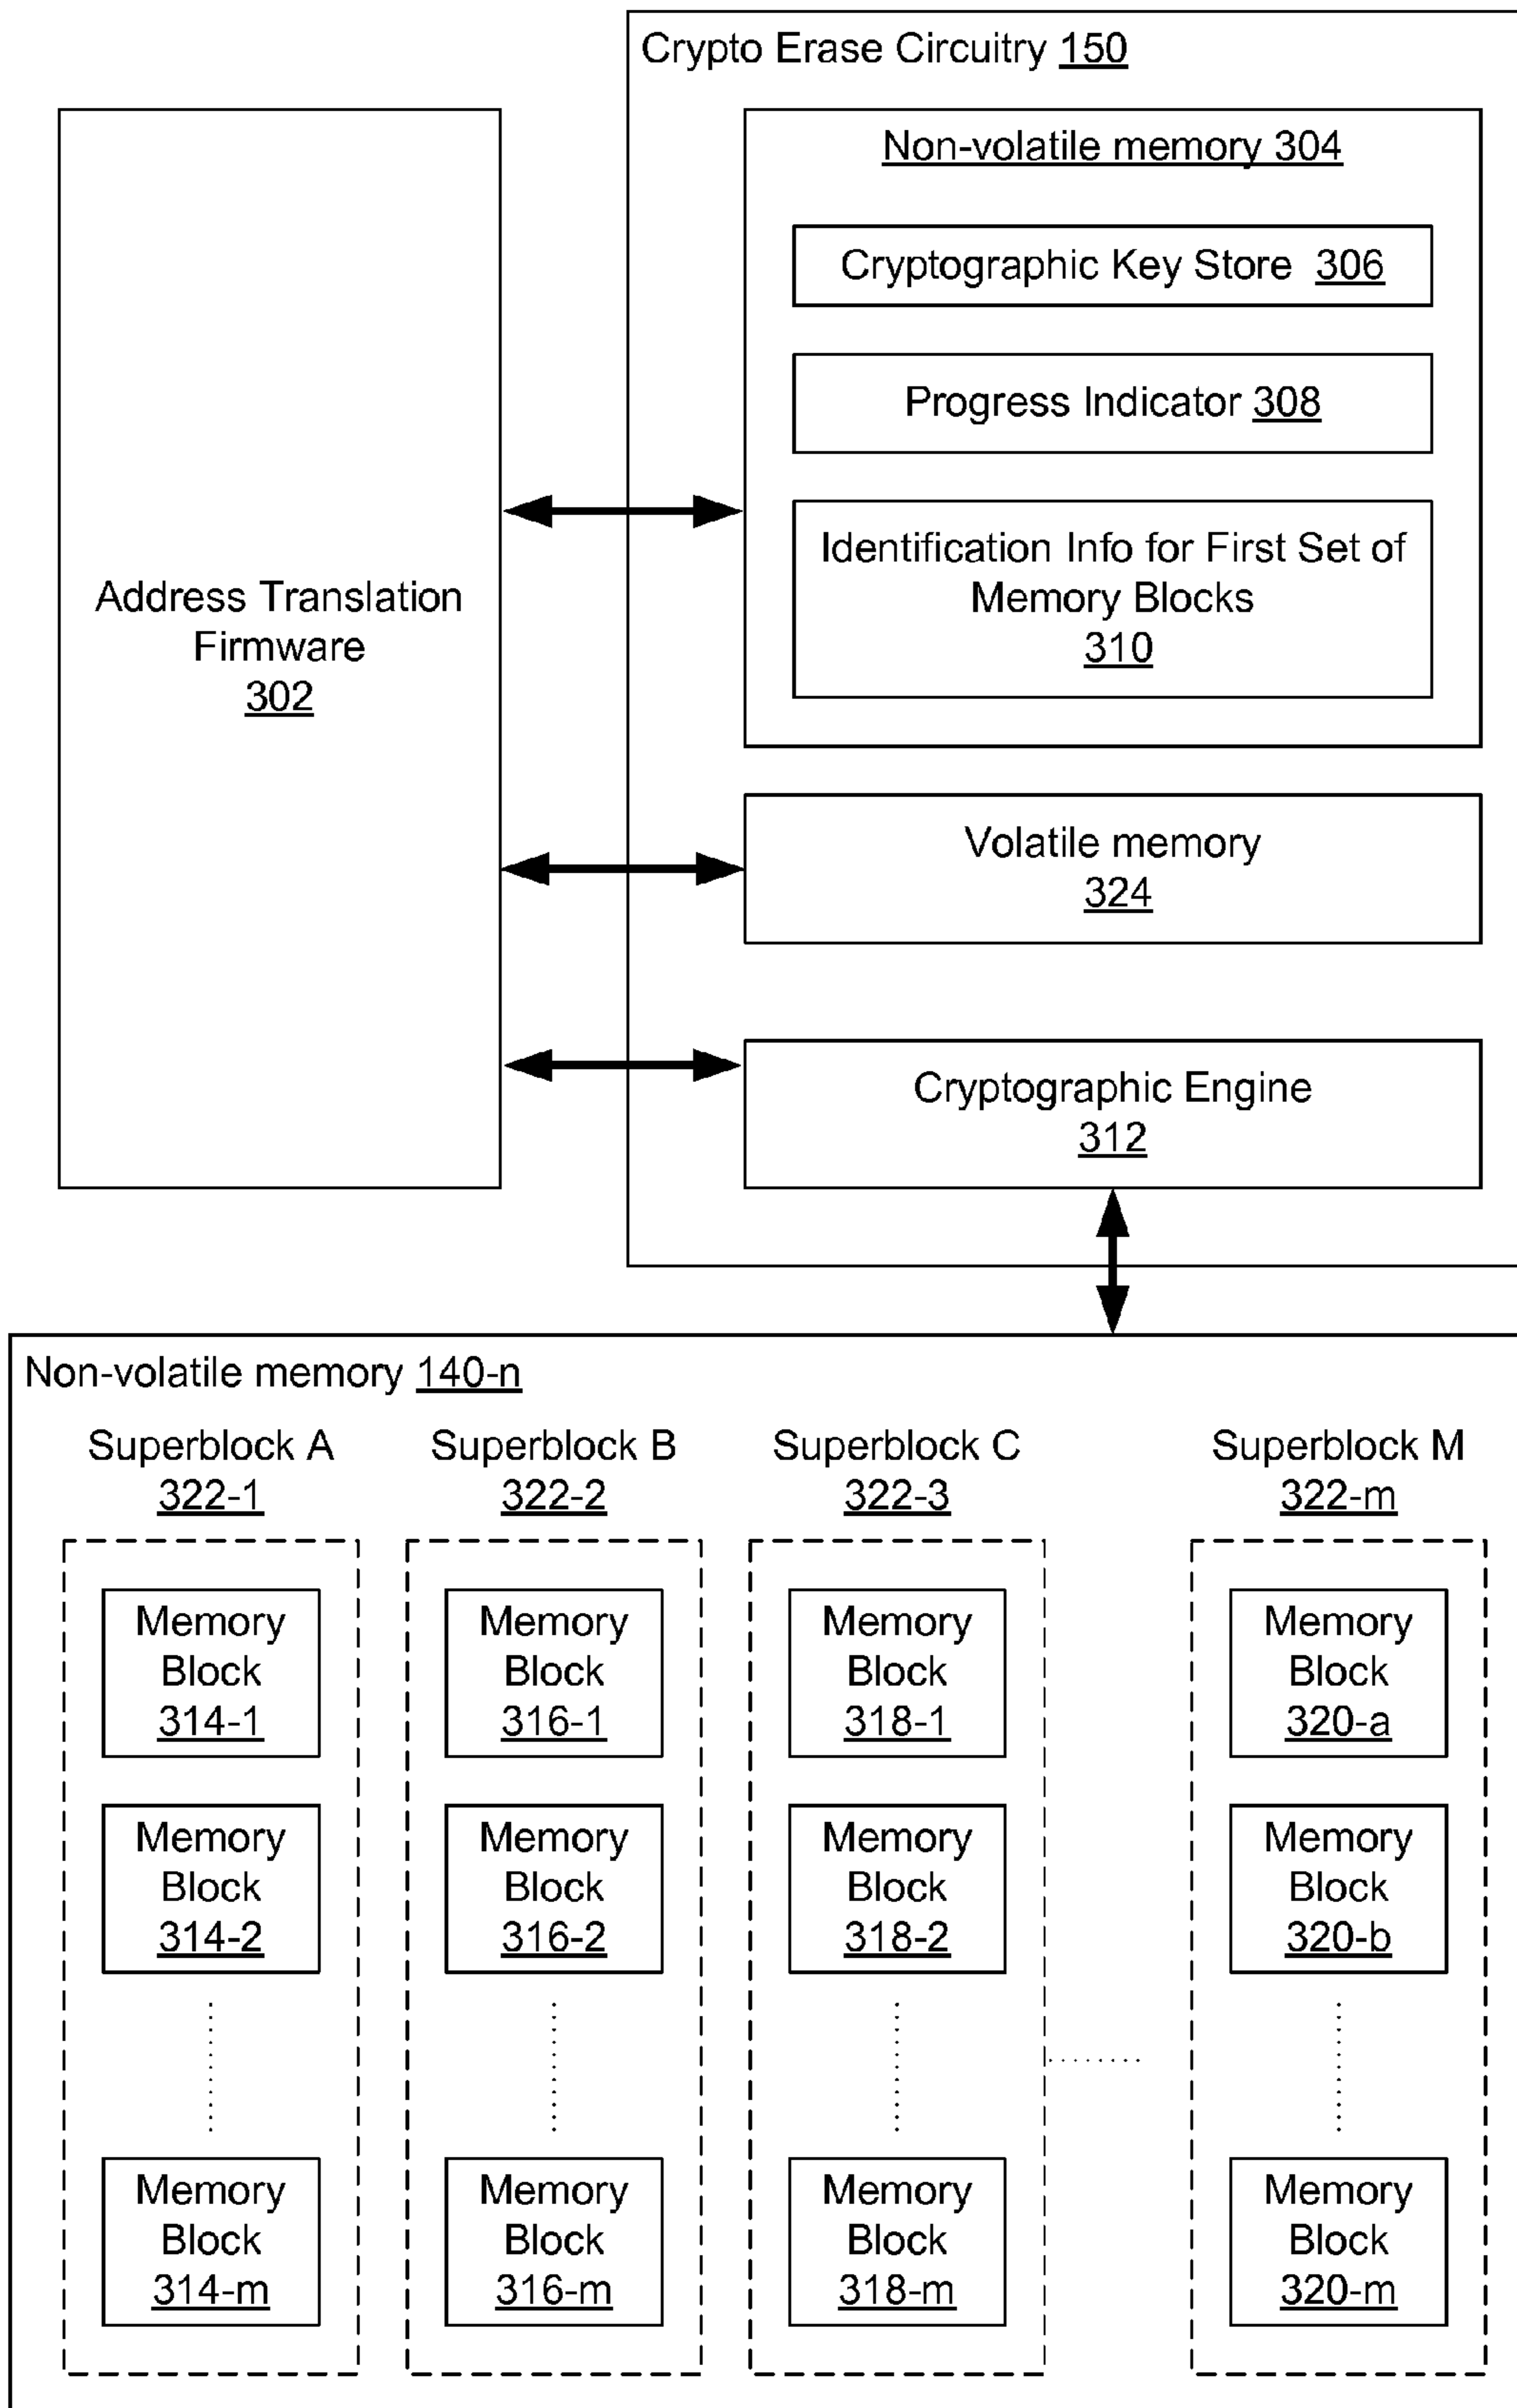 Crypto Erase Circuitry 150
Non-volatile memory 304
Cryptographic Key Store 306
Progress Indicator 308
Identification Info for First Set of
Memory Blocks
310
Address Translation
Firmware
302
Volatile memory
324
Cryptographic Engine
312
Non-volatile memory 140-n
Superblock A
322-1
Superblock B
322-2
Superblock C
322-3
Superblock M
322-m
Memory
Block
314-1
Memory
Block
316-1
Memory
Block
318-1
Memory
Block
320-a
Memory
Block
314-2
Memory
Block
316-2
Memory
Block
318-2
Memory
Block
320-b
Memory
Block
314-m
Memory
Block
316-m
Memory
Block
318-m
Memory
Block
320-m